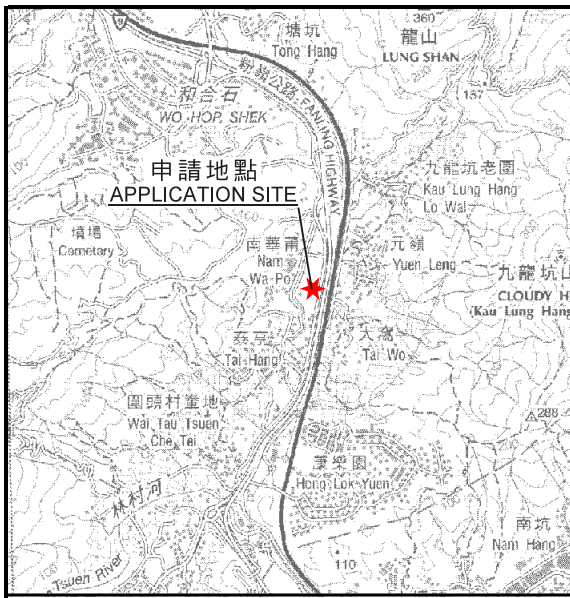 9
塘坑
Tong Hang
360
龍山
LUNG SHAN
粉嶺公路 FANLING HIGHWAY
和合石
WO HOP SHEK
157
申請地點
APPLICATION SITE
九龍坑老圍
Kau Lung Hang
Lo Wai
墳場
Cemetery
南華莆
Nam
Wa Po
元嶺
Yuen Leng
九龍坑山
CLOUDY H
(Kau Lung Hang
泰亨
Tai Hang
大窩
Tai Wo
圍頭村
Wai Tau Tsuen
Che Tei
288
康樂園
Hong Lok Yuen
林村河
Tsuen River
南坑
Nam Hang
110